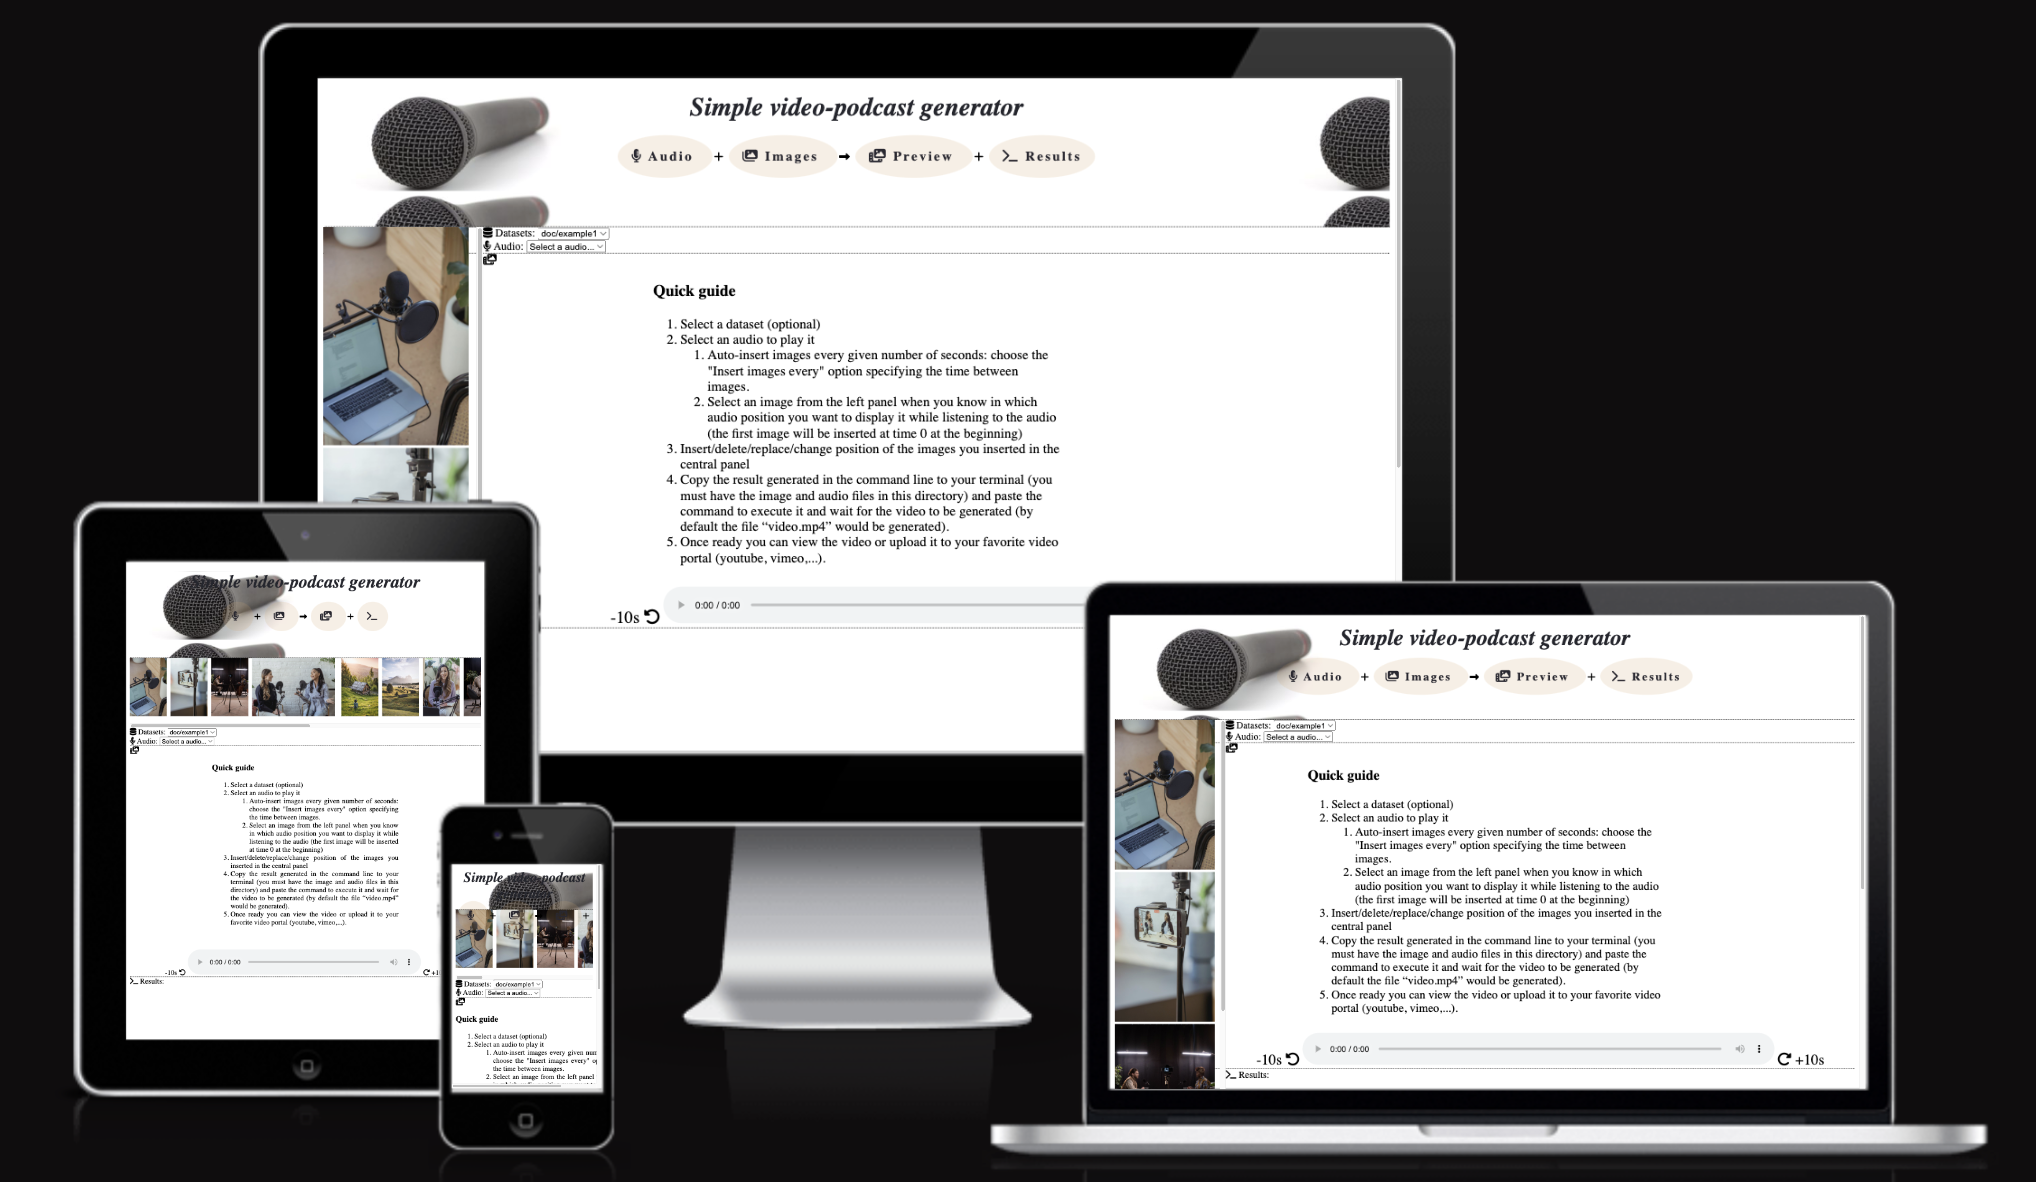 Simple video-podcast generator
Audio + Images Preview + Results
Datasets: doc/example1
Audio: Select a audio...
Quick guide
1. Select a dataset (optional)
2. Select an audio to play it
1. Auto-insert images every given number of seconds: choose the
"Insert images every" option specifying the time between
images.
2. Select an image from the left panel when you know in which
audio position you want to display it while listening to the audio
(the first image will be inserted at time 0 at the beginning)
3. Insert/delete/replace/change position of the images you inserted in the
central panel
4. Copy the result generated in the command line to your terminal (you
must have the image and audio files in this directory) and paste the
command to execute it and wait for the video to be generated (by
default the file “video.mp4” would be generated).
5. Once ready you can view the video or upload it to your favorite video
portal (youtube, vimeo,...).
-10s 0:00 / 0:00
Simple video-podcast generator
+ +
Datasets: doc/example1
Audio: Select a audio...
Quick guide
1. Select a dataset (optional)
2. Select an audio to play it
1. Auto-insert images every given number of seconds:
choose the "Insert images every" option specifying
the time between images.
2. Select an image from the left panel when you know
in which audio position you want to display it while
listening to the audio (the first image will be inserted
at time 0 at the beginning)
3. Insert/delete/replace/change position of the images you
inserted in the central panel
4. Copy the result generated in the command line to your
terminal (you must have the image and audio files in this
directory) and paste the command to execute it and wait for
the video to be generated (by default the file “video.mp4”
would be generated).
5. Once ready you can view the video or upload it to your
favorite video portal (youtube, vimeo,...).
-10s 0:00 / 0:00
Results:
Simple video-podcast
Datasets: doc/example1
Audio: Select a audio...
Quick guide
1. Select a dataset (optional)
2. Select an audio to play it
1. Auto-insert images every given
choose the "Insert images every"
the time between images.
2. Select an image from the left panel
Simple video-podcast generator
Audio + Images Preview + Results
Datasets: doc/example1
Audio: Select a audio...
Quick guide
1. Select a dataset (optional)
2. Select an audio to play it
1. Auto-insert images every given number of seconds: choose the
"Insert images every" option specifying the time between
images.
2. Select an image from the left panel when you know in which
audio position you want to display it while listening to the audio
(the first image will be inserted at time 0 at the beginning)
3. Insert/delete/replace/change position of the images you inserted in the
central panel
4. Copy the result generated in the command line to your terminal (you
must have the image and audio files in this directory) and paste the
command to execute it and wait for the video to be generated (by
default the file “video.mp4” would be generated).
5. Once ready you can view the video or upload it to your favorite video
portal (youtube, vimeo,...).
-10s 0:00 / 0:00 +10s
Results: